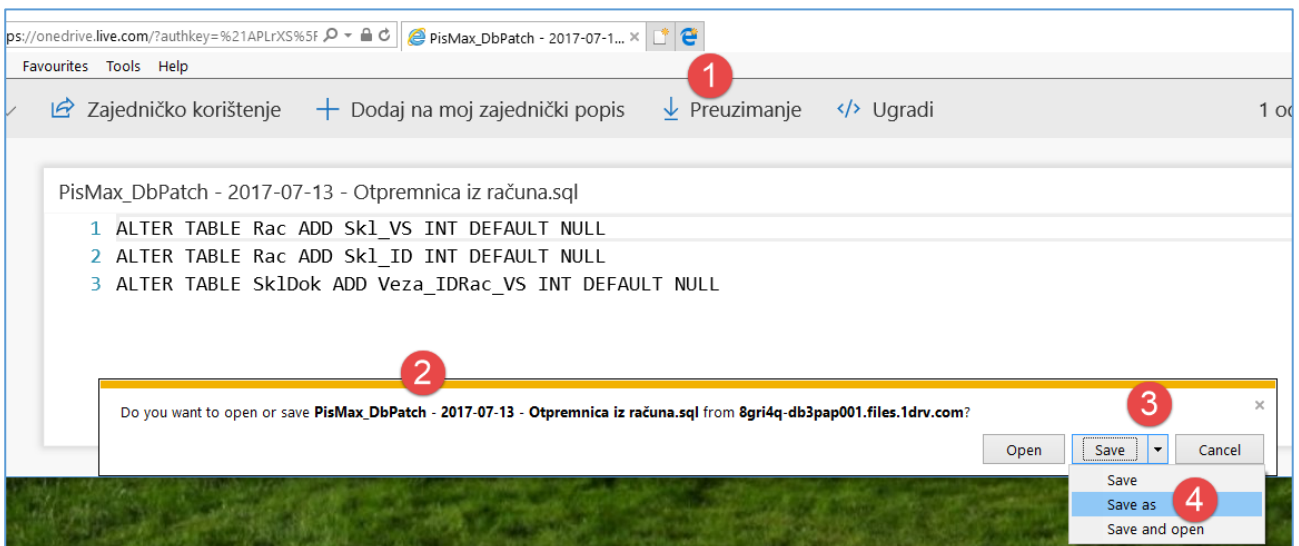 ps://onedrive.live.com/?authkey=%21APLrXS%5F
PisMax_DbPatch - 2017-07-1...
Favourites Tools Help
1
Zajedničko korištenje + Dodaj na moj zajednički popis Preuzimanje </> Ugradi 1 od
PisMax_DbPatch - 2017-07-13 - Otpremnica iz računa.sql
1 ALTER TABLE Rac ADD Skl_VS INT DEFAULT NULL
2 ALTER TABLE Rac ADD Skl_ID INT DEFAULT NULL
3 ALTER TABLE SklDok ADD Veza_IDRac_VS INT DEFAULT NULL
2
Do you want to open or save PisMax_DbPatch - 2017-07-13 - Otpremnica iz računa.sql from 8gri4q-db3pap001.files.1drv.com?
3
Open Save Cancel
Save
Save as 4
Save and open